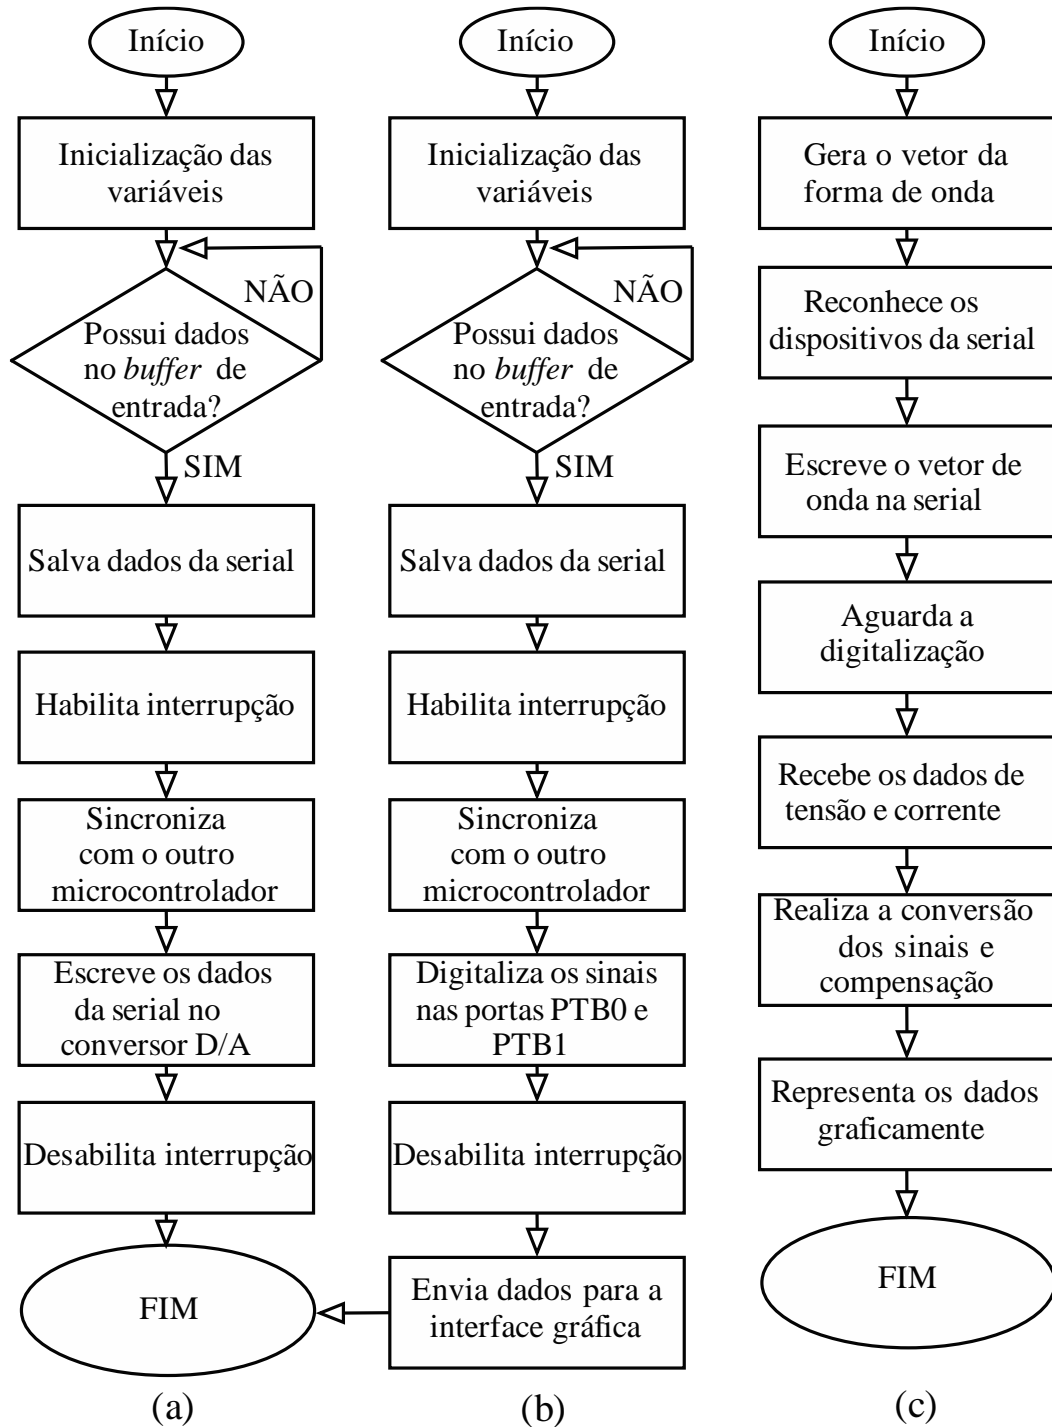 Início
Inicialização das
variáveis
NÃO
Possui dados
no buffer de
entrada?
SIM
Salva dados da serial
Habilita interrupção
Sincroniza
com o outro
microcontrolador
Escreve os dados
da serial no
conversor D/A
Desabilita interrupção
FIM
(a)
Início
Inicialização das
variáveis
NÃO
Possui dados
no buffer de
entrada?
SIM
Salva dados da serial
Habilita interrupção
Sincroniza
com o outro
microcontrolador
Digitaliza os sinais
nas portas PTB0 e
PTB1
Desabilita interrupção
Envia dados para a
interface gráfica
(b)
Início
Gera o vetor da
forma de onda
Reconhece os
dispositivos da serial
Escreve o vetor de
onda na serial
Aguarda a
digitalização
Recebe os dados de
tensão e corrente
Realiza a conversão
dos sinais e
compensação
Representa os dados
graficamente
FIM
(c)